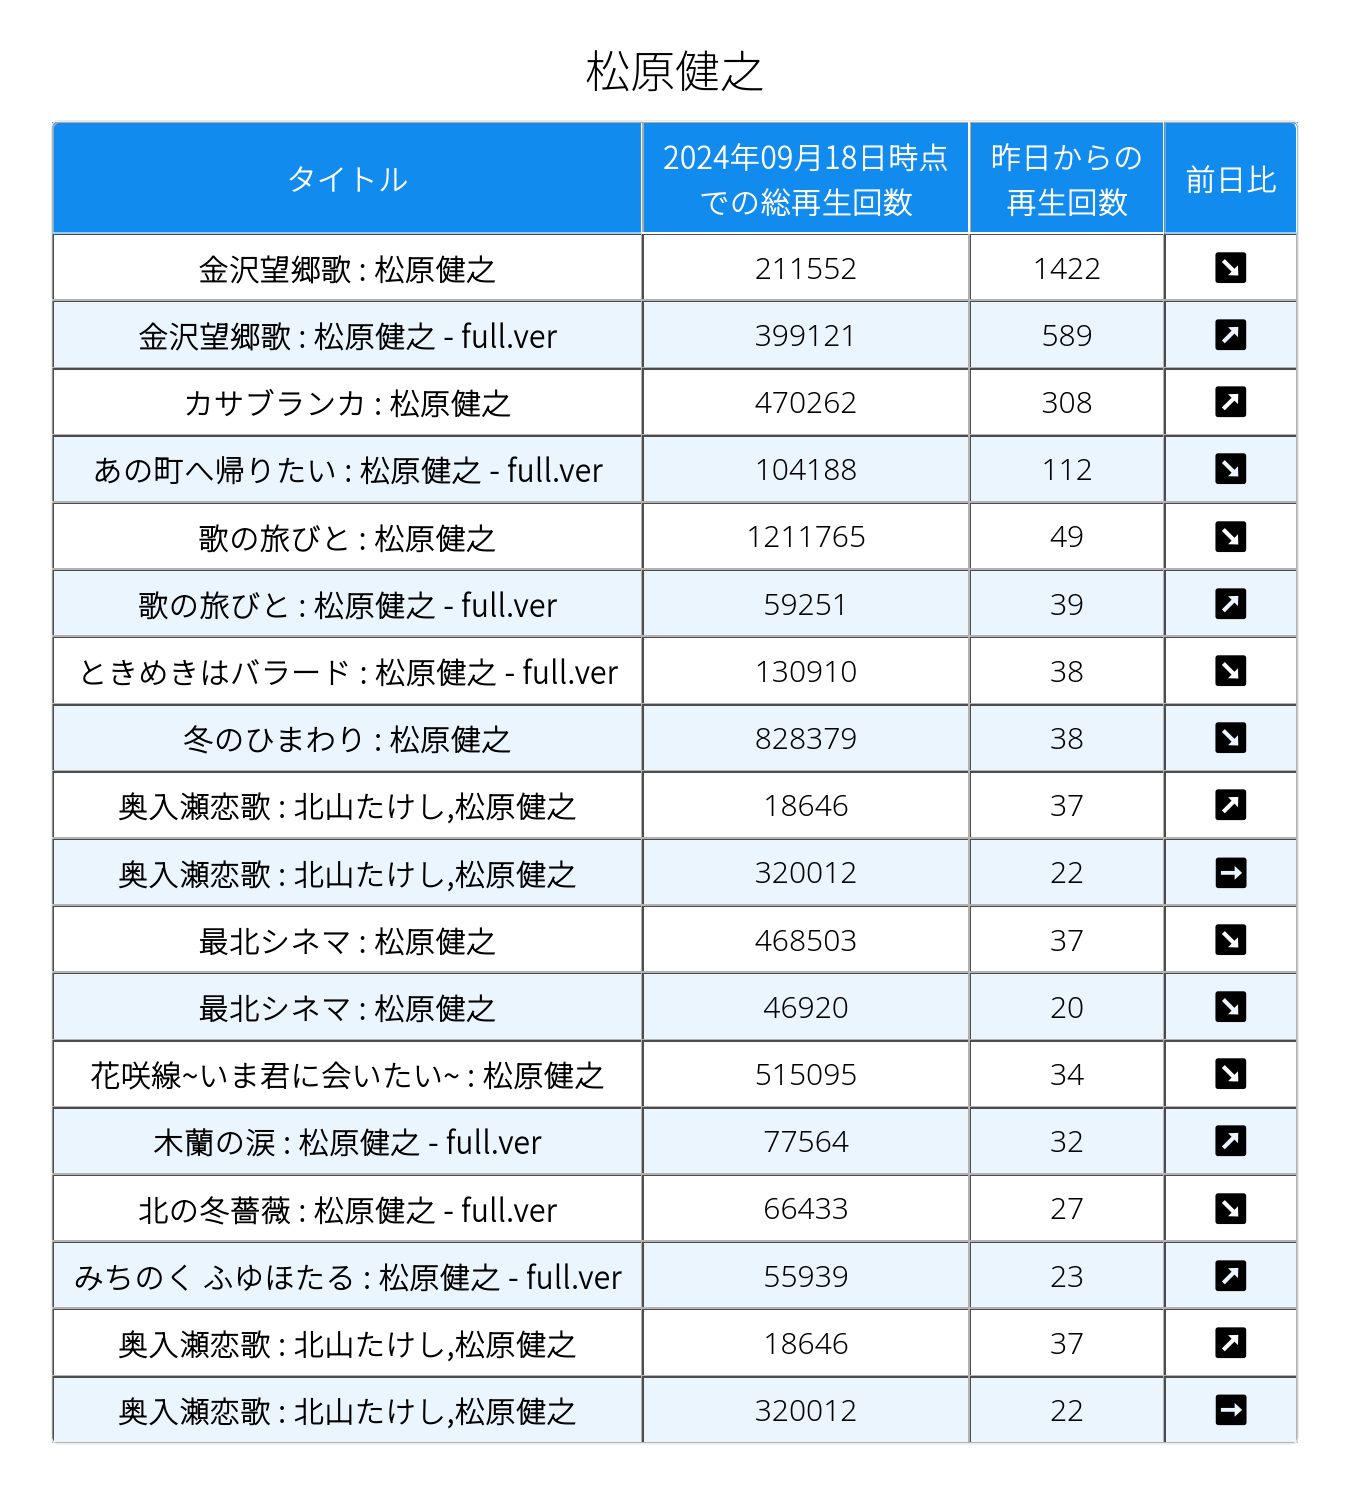 松原健之
タイトル
2024年09月18日時点
での総再生回数
昨日からの
再生回数
前日比
金沢望郷歌 : 松原健之 211552 1422 ↘
金沢望郷歌 : 松原健之 - full.ver 399121 589 ↗
カサブランカ : 松原健之 470262 308 ↗
あの町へ帰りたい : 松原健之 - full.ver 104188 112 ↘
歌の旅びと : 松原健之 1211765 49 ↘
歌の旅びと : 松原健之 - full.ver 59251 39 ↗
ときめきはバラード : 松原健之 - full.ver 130910 38 ↘
冬のひまわり : 松原健之 828379 38 ↘
奥入瀬恋歌 : 北山たけし,松原健之 18646 37 ↗
奥入瀬恋歌 : 北山たけし,松原健之 320012 22 →
最北シネマ : 松原健之 468503 37 ↘
最北シネマ : 松原健之 46920 20 ↘
花咲線~いま君に会いたい~ : 松原健之 515095 34 ↘
木蘭の涙 : 松原健之 - full.ver 77564 32 ↗
北の冬薔薇 : 松原健之 - full.ver 66433 27 ↘
みちのく ふゆほたる : 松原健之 - full.ver 55939 23 ↗
奥入瀬恋歌 : 北山たけし,松原健之 18646 37 ↗
奥入瀬恋歌 : 北山たけし,松原健之 320012 22 →